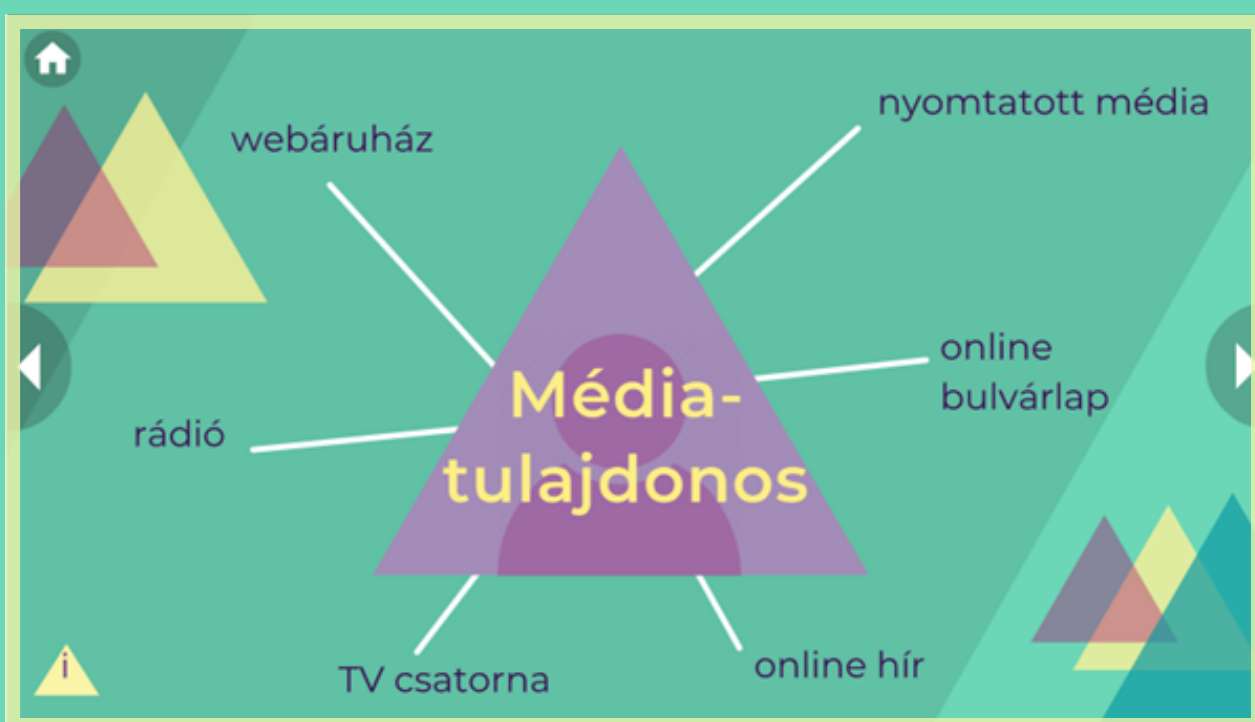 webáruház
nyomtatott média
online
bulvárlap
Média-
tulajdonos
rádió
TV csatorna
online hír
i